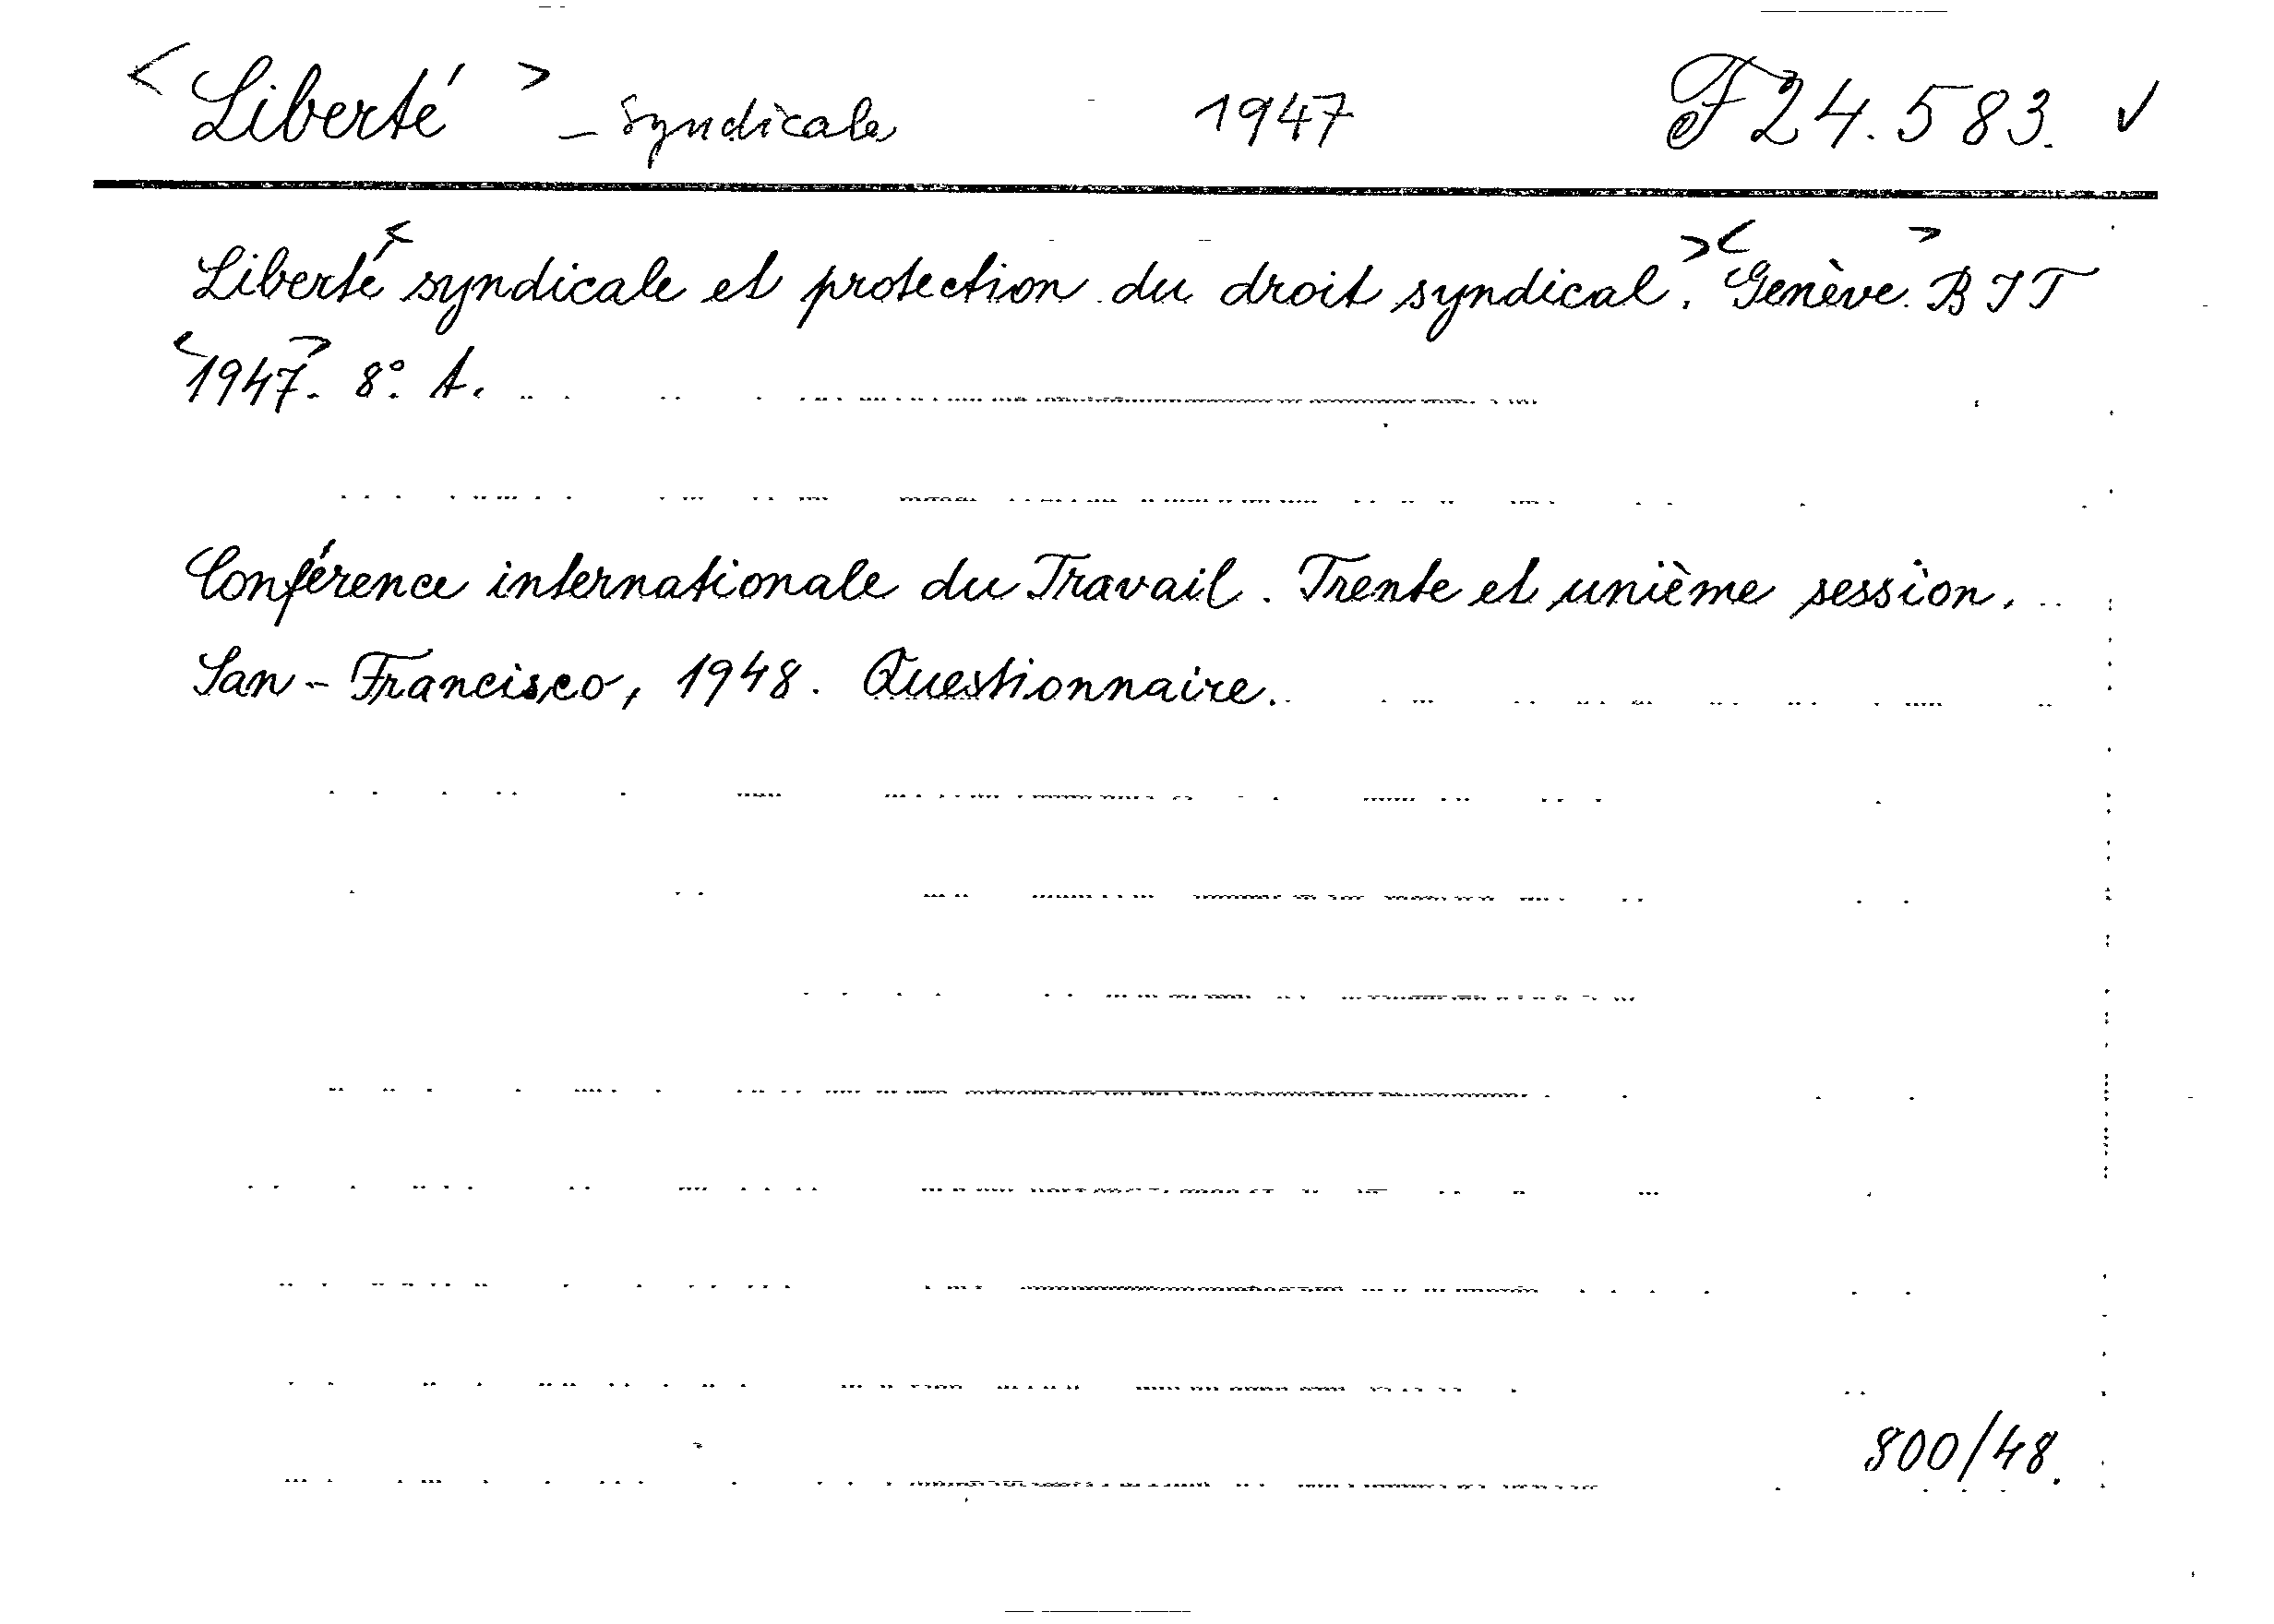 <Liberté> - Syndicale 1947 F 24.583. ✓
Liberté <syndicale et protection du droit syndical.> <Genève.> BIT
<1947>. 8°. A.
Conférence internationale du Travail. Trente et unième session.
San-Francisco, 1948. Questionnaire.
800/48.